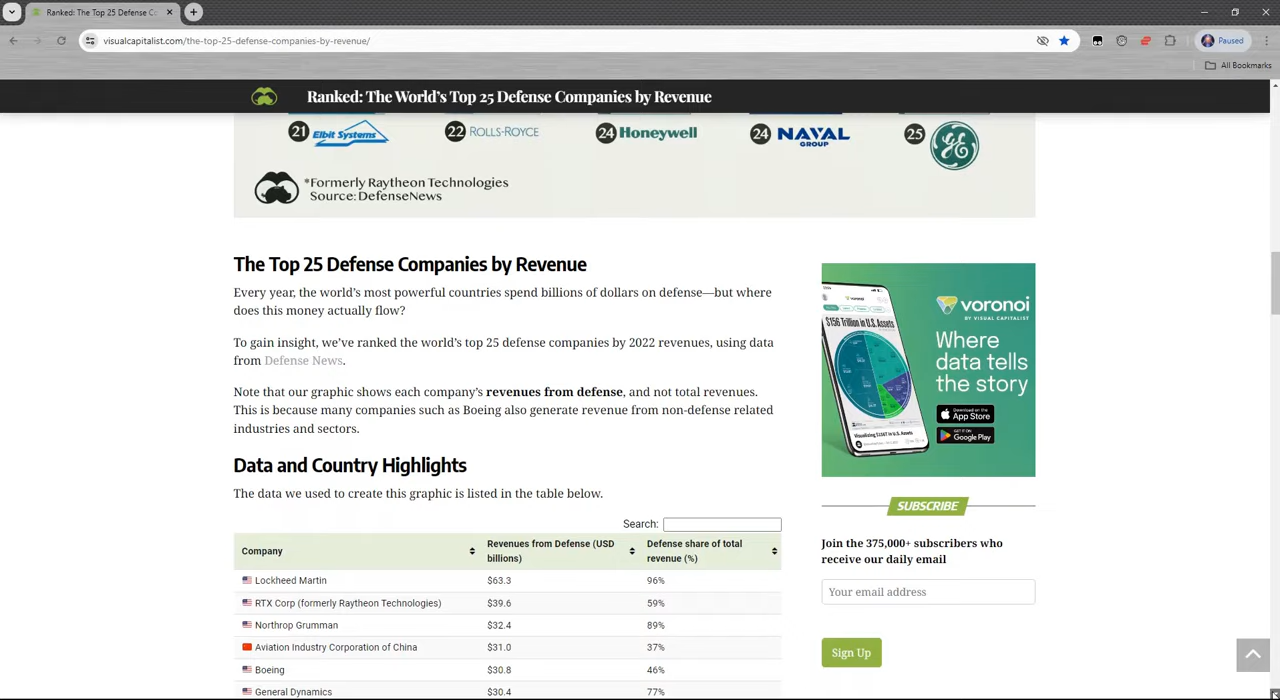 Ranked: The World's Top 25 Defense C
visualcapitalist.com/the-top-25-defense-companies-by-revenue/
Paused
All Bookmarks
Ranked: The World's Top 25 Defense Companies by Revenue
21 Elbit Systems
22 ROLLS-ROYCE
24 Honeywell
24 NAVAL GROUP
25 GE
*Formerly Raytheon Technologies
Source: DefenseNews
The Top 25 Defense Companies by Revenue
Every year, the world's most powerful countries spend billions of dollars on defense—but where
does this money actually flow?
To gain insight, we've ranked the world's top 25 defense companies by 2022 revenues, using data
from Defense News.
Note that our graphic shows each company's revenues from defense, and not total revenues.
This is because many companies such as Boeing also generate revenue from non-defense related
industries and sectors.
Data and Country Highlights
The data we used to create this graphic is listed in the table below.
Search:
Company Revenues from Defense (USD billions) Defense share of total revenue (%)
Lockheed Martin $63.3 96%
RTX Corp (formerly Raytheon Technologies) $39.6 59%
Northrop Grumman $32.4 89%
Aviation Industry Corporation of China $31.0 37%
Boeing $30.8 46%
General Dynamics $30.4 77%
voronoi
BY VISUAL CAPITALIST
Where
data tells
the story
Download on the
App Store
GET IT ON
Google Play
SUBSCRIBE
Join the 375,000+ subscribers who
receive our daily email
Your email address
Sign Up